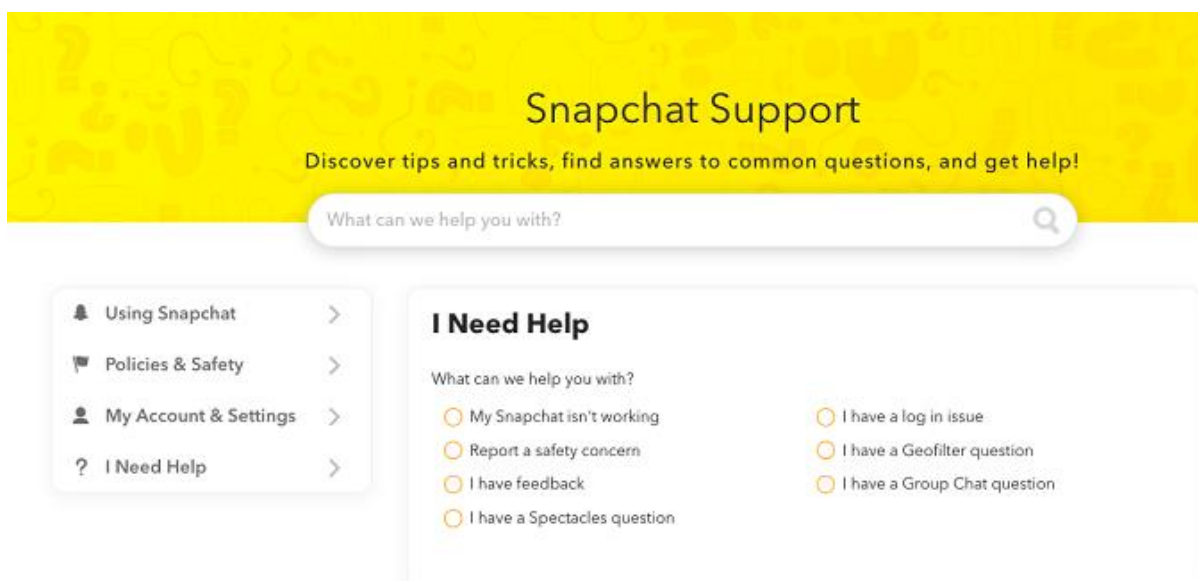 Snapchat Support
Discover tips and tricks, find answers to common questions, and get help!
What can we help you with?
Using Snapchat
Policies & Safety
My Account & Settings
? I Need Help
I Need Help
What can we help you with?
My Snapchat isn't working
Report a safety concern
I have feedback
I have a Spectacles question
I have a log in issue
I have a Geofilter question
I have a Group Chat question